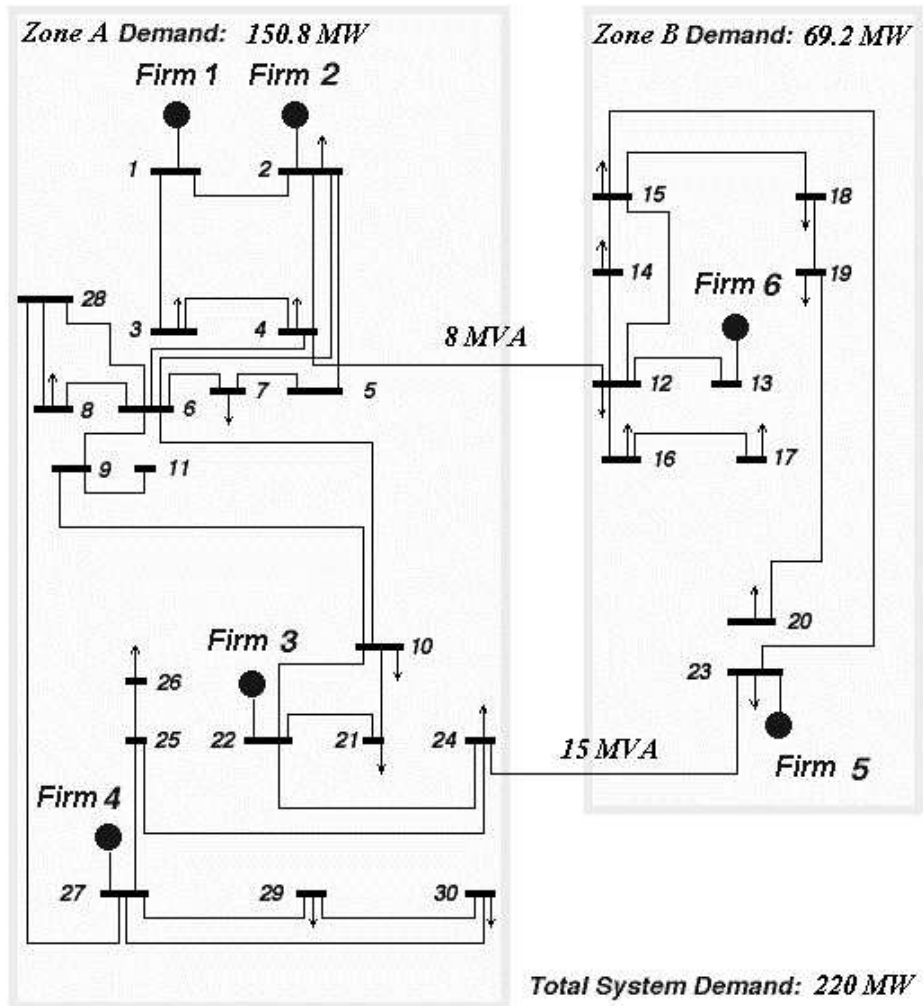 Zone A Demand: 150.8 MW
Zone B Demand: 69.2 MW
Firm 1
Firm 2
1
2
15
18
14
19
Firm 6
28
3
4
8 MVA
12
13
8
6
7
5
9
11
16
17
Firm 3
10
20
26
23
25
22
21
24
15 MVA
Firm 5
Firm 4
27
29
30
Total System Demand: 220 MW